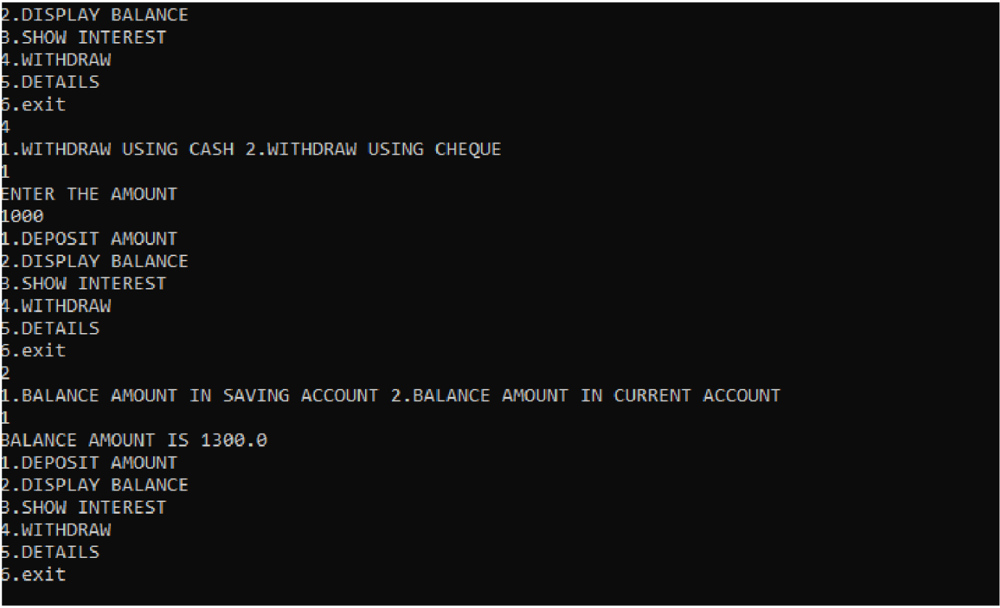 2.DISPLAY BALANCE
3.SHOW INTEREST
4.WITHDRAW
5.DETAILS
6.exit
4
1.WITHDRAW USING CASH 2.WITHDRAW USING CHEQUE
1
ENTER THE AMOUNT
1000
1.DEPOSIT AMOUNT
2.DISPLAY BALANCE
3.SHOW INTEREST
4.WITHDRAW
5.DETAILS
6.exit
2
1.BALANCE AMOUNT IN SAVING ACCOUNT 2.BALANCE AMOUNT IN CURRENT ACCOUNT
1
BALANCE AMOUNT IS 1300.0
1.DEPOSIT AMOUNT
2.DISPLAY BALANCE
3.SHOW INTEREST
4.WITHDRAW
5.DETAILS
6.exit